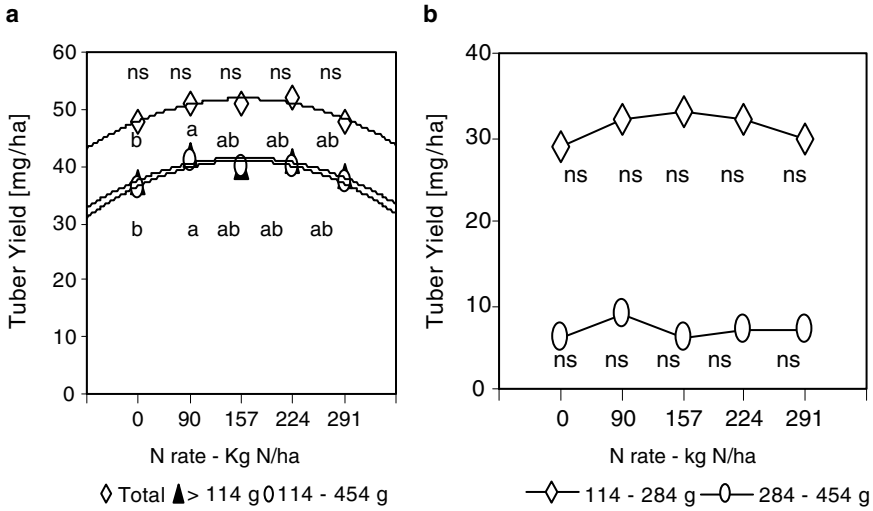 a
b
60
50
40
30
20
10
0
Tuber Yield [mg/ha]
ns ns ns ns ns
b a ab ab ab
b a ab ab ab
0 90 157 224 291
N rate - Kg N/ha
Total > 114 g 114 - 454 g
40
30
20
10
0
Tuber Yield [mg/ha]
ns ns ns ns ns
ns ns ns ns ns
0 90 157 224 291
N rate - kg N/ha
114 - 284 g 284 - 454 g